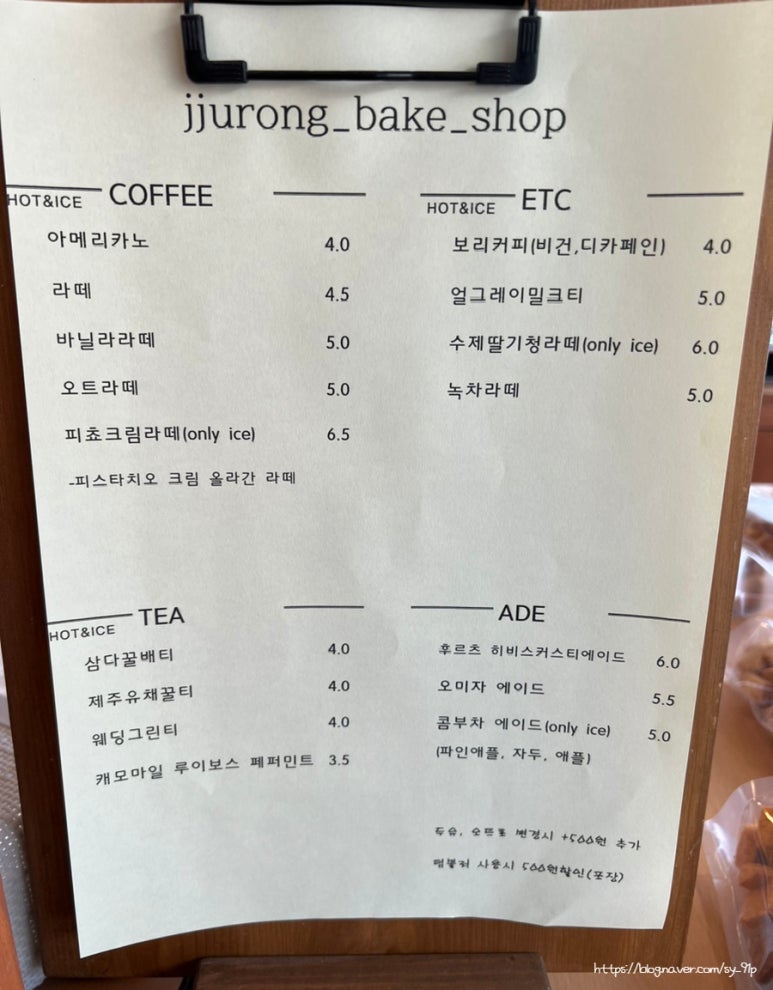 jjurong_bake_shop
COFFEE
HOT&ICE
아메리카노 4.0
라떼 4.5
바닐라라떼 5.0
오트라떼 5.0
피쵸크림라떼(only ice) 6.5
-피스타치오 크림 올라간 라떼
ETC
HOT&ICE
보리커피(비건,디카페인) 4.0
얼그레이밀크티 5.0
수제딸기청라떼(only ice) 6.0
녹차라떼 5.0
TEA
HOT&ICE
삼다꿀배티 4.0
제주유채꿀티 4.0
웨딩그린티 4.0
캐모마일 루이보스 페퍼민트 3.5
ADE
후르츠 히비스커스티에이드 6.0
오미자 에이드 5.5
콤부차 에이드(only ice) 5.0
(파인애플, 자두, 애플)
두유, 오트로 변경시 +500원 추가
텀블러 사용시 500원할인(포장)
https://blog.naver.com/sy_91p